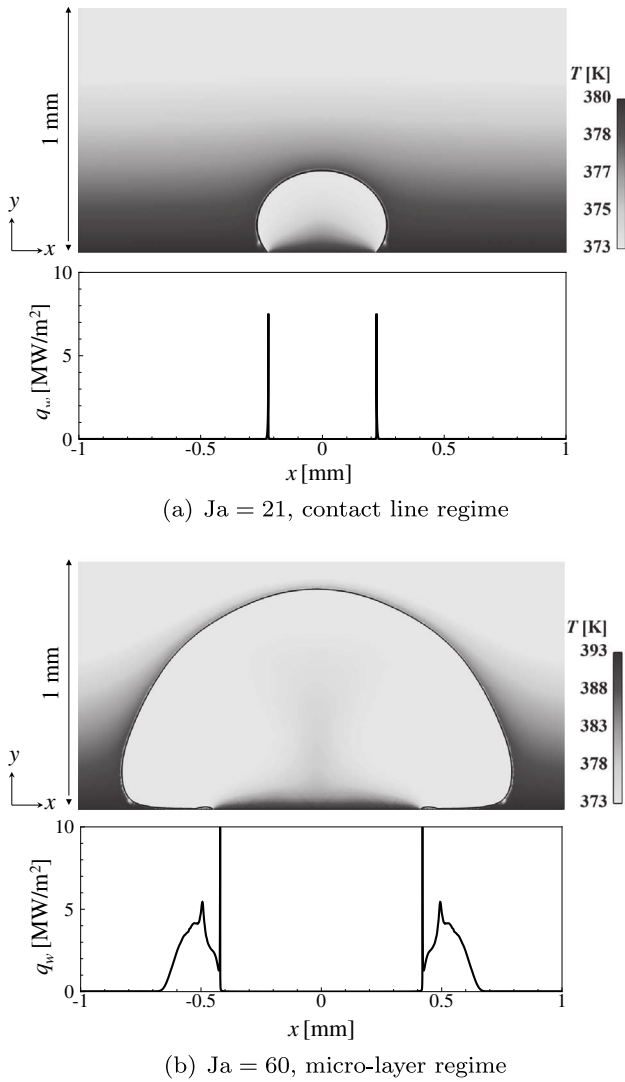 1 mm
y
x
T [K]
380
378
377
375
373
10
5
0
q_w [MW/m²]
-1 -0.5 0 0.5 1
x [mm]
(a) Ja = 21, contact line regime
1 mm
y
x
T [K]
393
388
383
378
373
10
5
0
q_w [MW/m²]
-1 -0.5 0 0.5 1
x [mm]
(b) Ja = 60, micro-layer regime